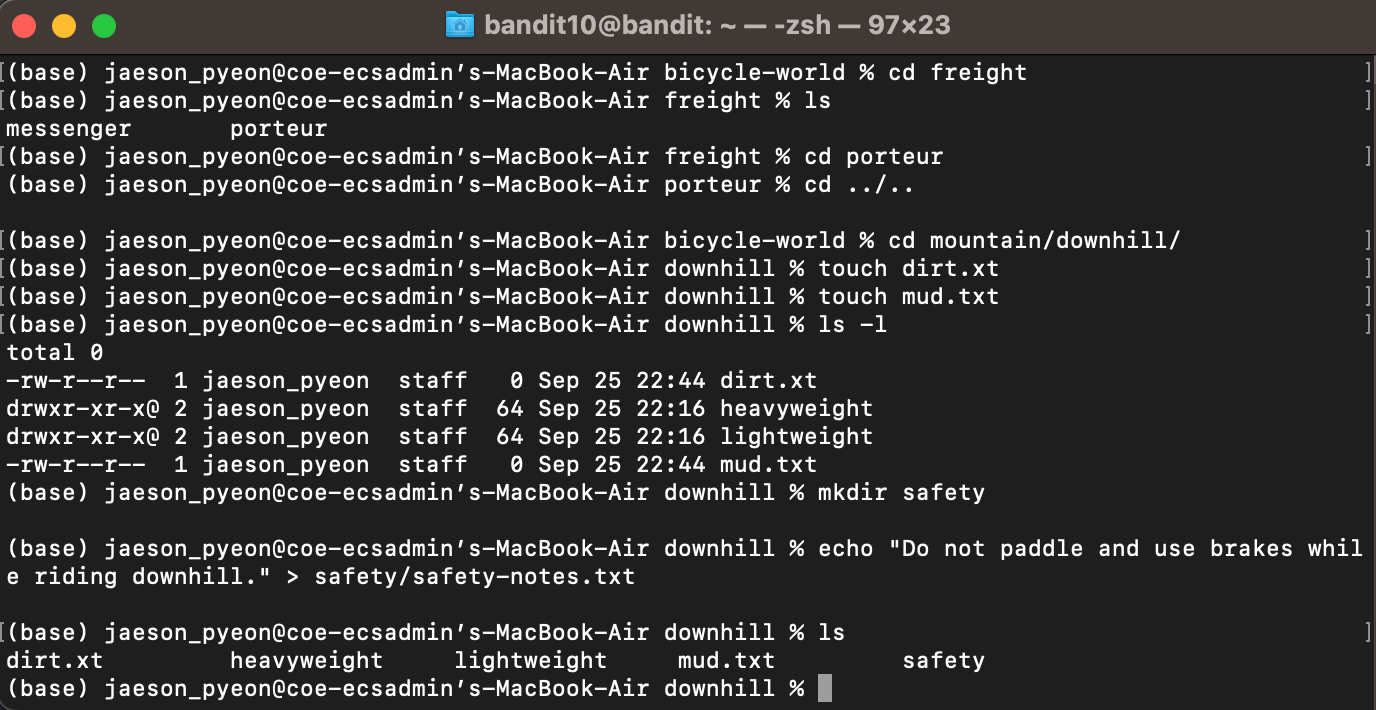 bandit10@bandit: ~ — -zsh — 97×23
[(base) jaeson_pyeon@coe-ecsadmin’s-MacBook-Air bicycle-world % cd freight ]
[(base) jaeson_pyeon@coe-ecsadmin’s-MacBook-Air freight % ls ]
messenger porteur
[(base) jaeson_pyeon@coe-ecsadmin’s-MacBook-Air freight % cd porteur ]
(base) jaeson_pyeon@coe-ecsadmin’s-MacBook-Air porteur % cd ../..
[(base) jaeson_pyeon@coe-ecsadmin’s-MacBook-Air bicycle-world % cd mountain/downhill/ ]
[(base) jaeson_pyeon@coe-ecsadmin’s-MacBook-Air downhill % touch dirt.xt ]
[(base) jaeson_pyeon@coe-ecsadmin’s-MacBook-Air downhill % touch mud.txt ]
[(base) jaeson_pyeon@coe-ecsadmin’s-MacBook-Air downhill % ls -l ]
total 0
-rw-r--r-- 1 jaeson_pyeon staff 0 Sep 25 22:44 dirt.xt
drwxr-xr-x@ 2 jaeson_pyeon staff 64 Sep 25 22:16 heavyweight
drwxr-xr-x@ 2 jaeson_pyeon staff 64 Sep 25 22:16 lightweight
-rw-r--r-- 1 jaeson_pyeon staff 0 Sep 25 22:44 mud.txt
(base) jaeson_pyeon@coe-ecsadmin’s-MacBook-Air downhill % mkdir safety
(base) jaeson_pyeon@coe-ecsadmin’s-MacBook-Air downhill % echo "Do not paddle and use brakes whil
e riding downhill." > safety/safety-notes.txt
[(base) jaeson_pyeon@coe-ecsadmin’s-MacBook-Air downhill % ls ]
dirt.xt heavyweight lightweight mud.txt safety
(base) jaeson_pyeon@coe-ecsadmin’s-MacBook-Air downhill %